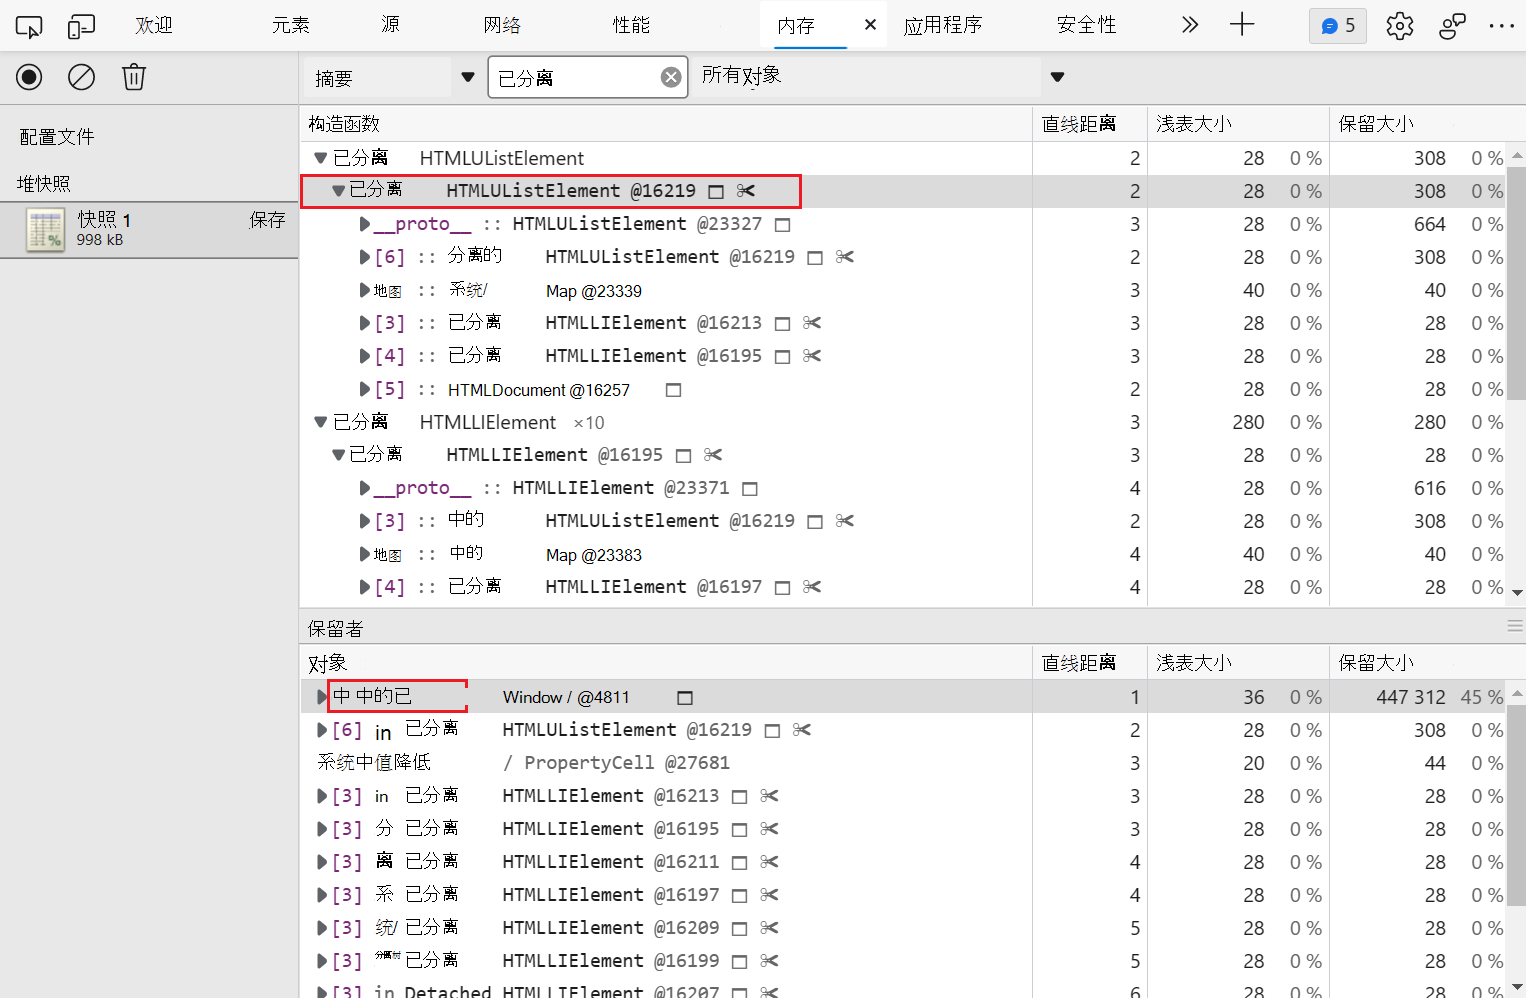 欢迎 元素 源 网络 性能 内存 × 应用程序 安全性 5
摘要 已分离 所有对象
配置文件
堆快照
快照 1 保存
998 kB
构造函数 直线距离 浅表大小 保留大小
已分离 HTMLUListElement 2 28 0 % 308 0 %
已分离 HTMLUListElement @16219 2 28 0 % 308 0 %
__proto__ :: HTMLUListElement @23327 3 28 0 % 664 0 %
[6] :: 分离的 HTMLUListElement @16219 2 28 0 % 308 0 %
地图 :: 系统/ Map @23339 3 40 0 % 40 0 %
[3] :: 已分离 HTMLLIElement @16213 3 28 0 % 28 0 %
[4] :: 已分离 HTMLLIElement @16195 3 28 0 % 28 0 %
[5] :: HTMLDocument @16257 2 28 0 % 28 0 %
已分离 HTMLLIElement ×10 3 280 0 % 280 0 %
已分离 HTMLLIElement @16195 3 28 0 % 28 0 %
__proto__ :: HTMLLIElement @23371 4 28 0 % 616 0 %
[3] :: 中的 HTMLUListElement @16219 2 28 0 % 308 0 %
地图 :: 中的 Map @23383 4 40 0 % 40 0 %
[4] :: 已分离 HTMLLIElement @16197 4 28 0 % 28 0 %
保留者
对象 直线距离 浅表大小 保留大小
中 中的已 Window / @4811 1 36 0 % 447 312 45 %
[6] in 已分离 HTMLUListElement @16219 2 28 0 % 308 0 %
系统中值降低 / PropertyCell @27681 3 20 0 % 44 0 %
[3] in 已分离 HTMLLIElement @16213 3 28 0 % 28 0 %
[3] 分 已分离 HTMLLIElement @16195 3 28 0 % 28 0 %
[3] 离 已分离 HTMLLIElement @16211 4 28 0 % 28 0 %
[3] 系 已分离 HTMLLIElement @16197 4 28 0 % 28 0 %
[3] 统/ 已分离 HTMLLIElement @16209 5 28 0 % 28 0 %
[3] 已分离 HTMLLIElement @16199 5 28 0 % 28 0 %
[3] in Detached HTMLLIElement @16207 6 28 0 % 28 0 %